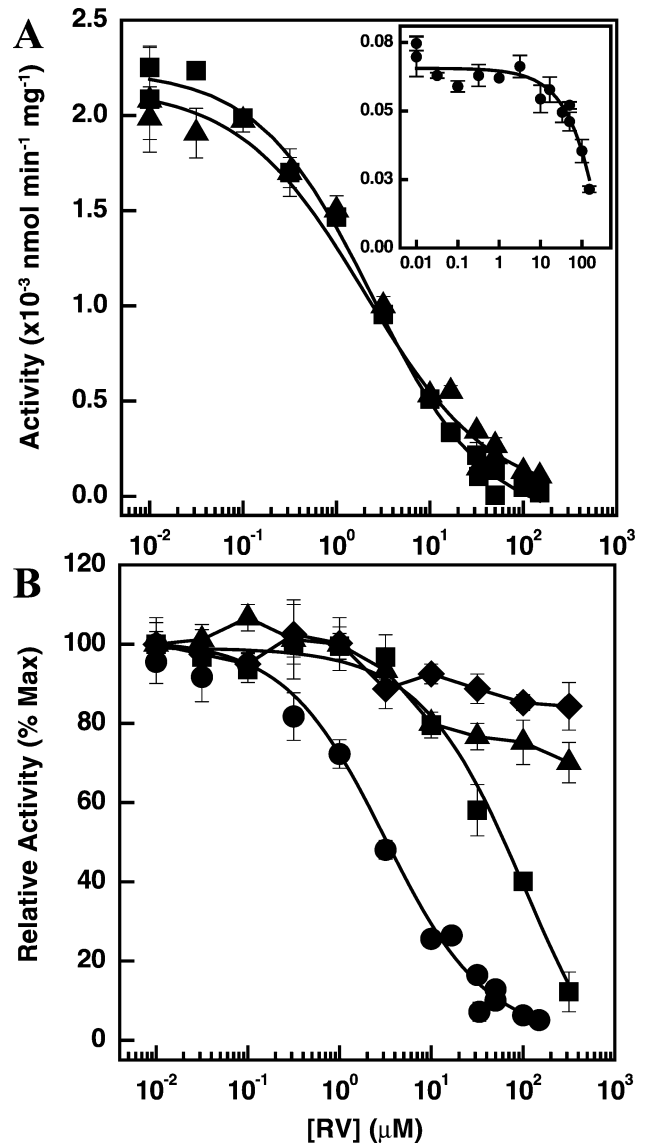 A
2.5
2.0
1.5
1.0
0.5
0.0
Activity (x10⁻³ nmol min⁻¹ mg⁻¹)
0.08
0.05
0.03
0.00
0.01 0.1 1 10 100
10⁻² 10⁻¹ 10⁰ 10¹ 10² 10³
B
120
100
80
60
40
20
0
Relative Activity (% Max)
10⁻² 10⁻¹ 10⁰ 10¹ 10² 10³
[RV] (μM)